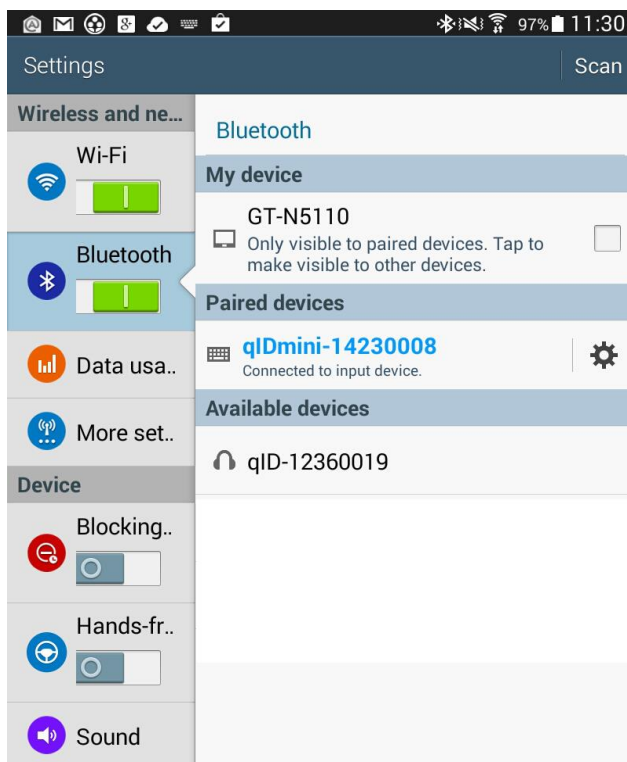 97% 11:30
Settings
Scan
Wireless and ne...
Wi-Fi
Bluetooth
Data usa..
More set..
Device
Blocking..
Hands-fr..
Sound
Bluetooth
My device
GT-N5110
Only visible to paired devices. Tap to
make visible to other devices.
Paired devices
qIDmini-14230008
Connected to input device.
Available devices
qID-12360019